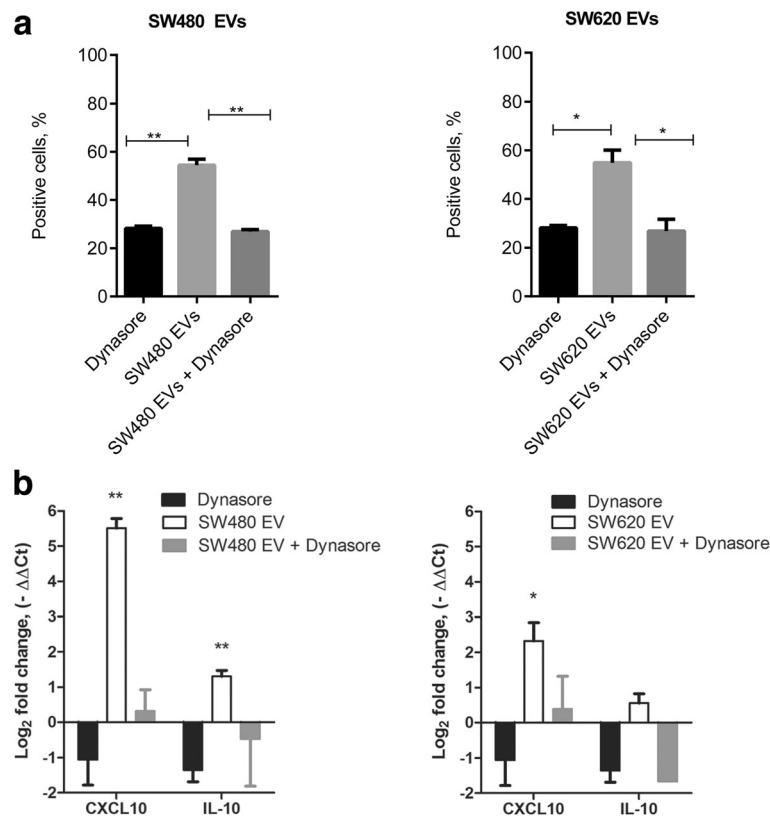 a
SW480 EVs
SW620 EVs
Positive cells, %
100
80
60
40
20
0
**
**
Dynasore
SW480 EVs
SW480 EVs + Dynasore
Positive cells, %
100
80
60
40
20
0
*
*
Dynasore
SW620 EVs
SW620 EVs + Dynasore
b
Log2 fold change, (- ΔΔCt)
6
5
4
3
2
1
0
-1
-2
**
**
Dynasore
SW480 EV
SW480 EV + Dynasore
CXCL10 IL-10
Log2 fold change, (- ΔΔCt)
6
5
4
3
2
1
0
-1
-2
*
Dynasore
SW620 EV
SW620 EV + Dynasore
CXCL10 IL-10